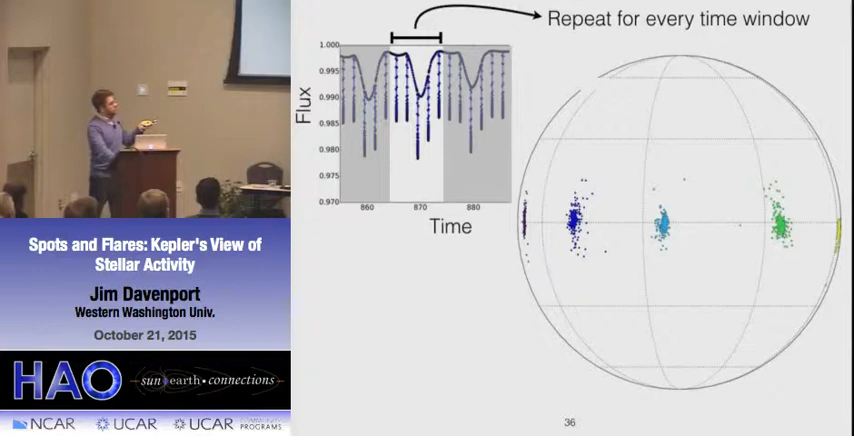 Repeat for every time window
1.000
0.995
0.990
0.985
0.980
0.975
0.970
Flux
860
870
880
Time
Spots and Flares: Kepler's View of
Stellar Activity
Jim Davenport
Western Washington Univ.
October 21, 2015
HAO
sun earth • connections
NCAR
UCAR
UCAR
PROGRAMS
36